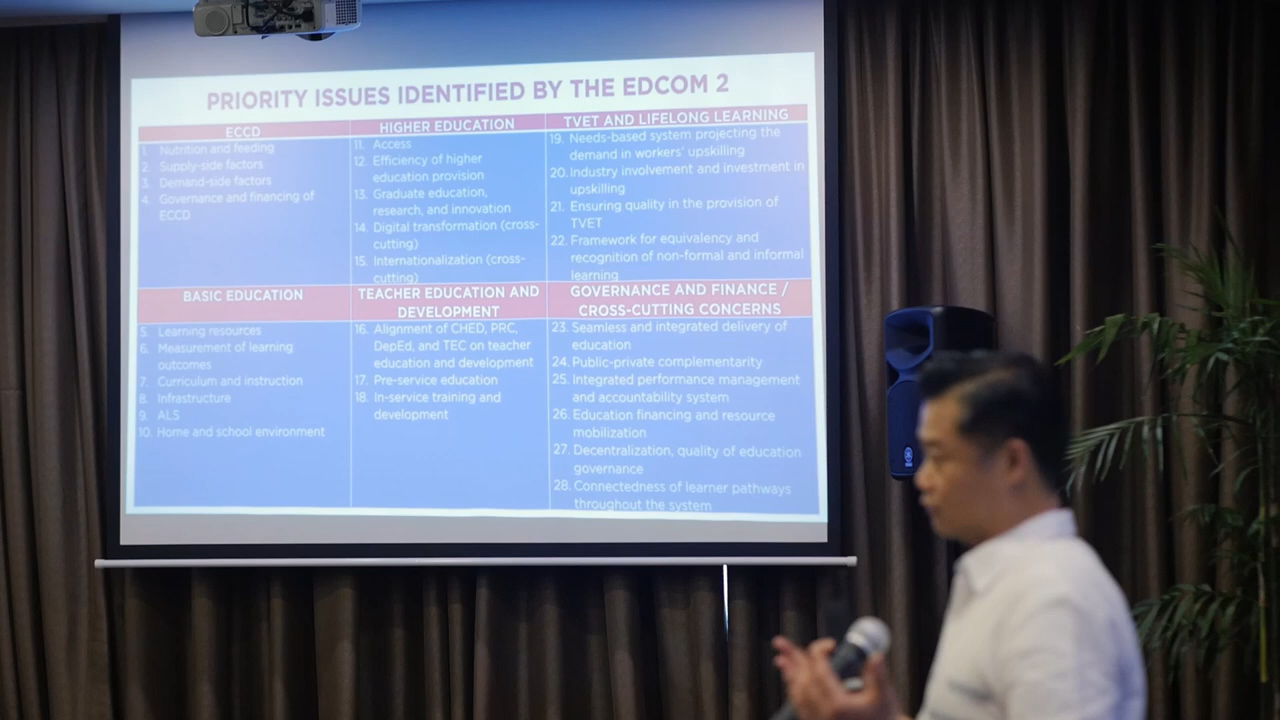 PRIORITY ISSUES IDENTIFIED BY THE EDCOM 2
ECCD
1. Nutrition and feeding
2. Supply-side factors
3. Demand-side factors
4. Governance and financing of
ECCD
HIGHER EDUCATION
11. Access
12. Efficiency of higher
education provision
13. Graduate education,
research, and innovation
14. Digital transformation (cross-
cutting)
15. Internationalization (cross-
cutting)
TVET AND LIFELONG LEARNING
19. Needs-based system projecting the
demand in workers' upskilling
20. Industry involvement and investment in
upskilling
21. Ensuring quality in the provision of
TVET
22. Framework for equivalency and
recognition of non-formal and informal
learning
BASIC EDUCATION
5. Learning resources
6. Measurement of learning
outcomes
7. Curriculum and instruction
8. Infrastructure
9. ALS
10. Home and school environment
TEACHER EDUCATION AND
DEVELOPMENT
16. Alignment of CHED, PRC,
DepEd, and TEC on teacher
education and development
17. Pre-service education
18. In-service training and
development
GOVERNANCE AND FINANCE /
CROSS-CUTTING CONCERNS
23. Seamless and integrated delivery of
education
24. Public-private complementarity
25. Integrated performance management
and accountability system
26. Education financing and resource
mobilization
27. Decentralization, quality of education
governance
28. Connectedness of learner pathways
throughout the system